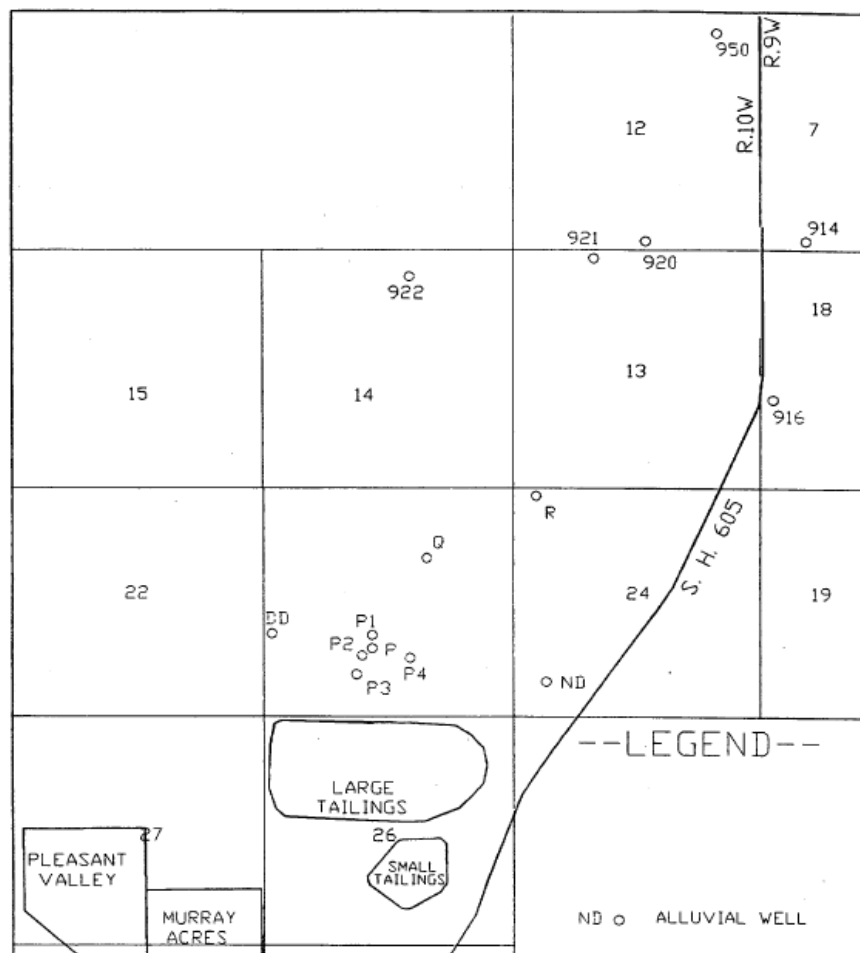 950
R.9W
R.10W
12
7
921
920
914
922
18
13
15
14
916
R
S. H. 605
Q
22
24
19
DD
P1
P2
P
P4
P3
ND
--LEGEND--
LARGE
TAILINGS
27
26
PLEASANT
VALLEY
SMALL
TAILINGS
MURRAY
ACRES
ND ALLUVIAL WELL